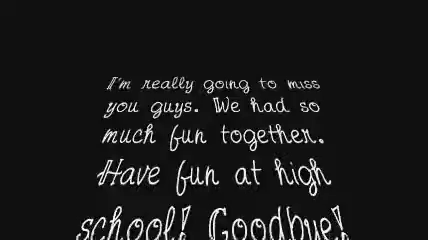 I'm really going to miss
you guys. We had so
much fun together.
Have fun at high
school! Goodbye!